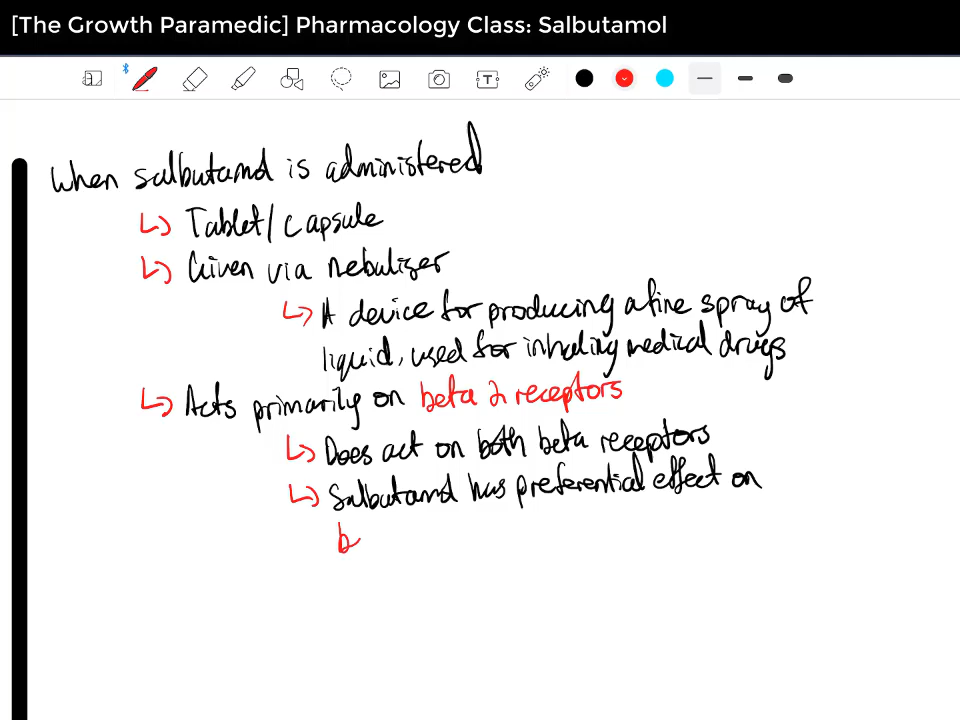 [The Growth Paramedic] Pharmacology Class: Salbutamol
When salbutamol is administered
↳ Tablet/capsule
↳ Given via nebulizer
↳ A device for producing a fine spray of
liquid, used for inhaling medical drugs
↳ Acts primarily on beta 2 receptors
↳ Does act on both beta receptors
↳ Salbutamol has preferential effect on
b